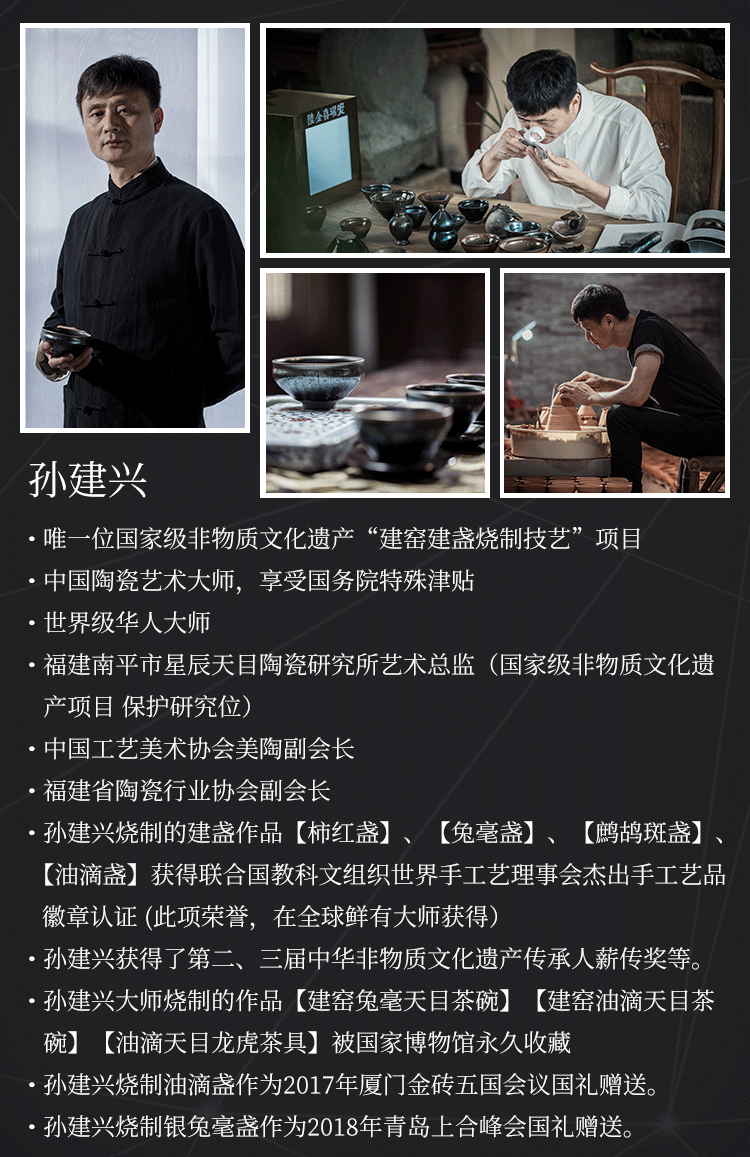 孙建兴
· 唯一位国家级非物质文化遗产“建窑建盏烧制技艺”项目
· 中国陶瓷艺术大师，享受国务院特殊津贴
· 世界级华人大师
· 福建南平市星辰天目陶瓷研究所艺术总监（国家级非物质文化遗
产项目 保护研究位）
· 中国工艺美术协会美陶副会长
· 福建省陶瓷行业协会副会长
· 孙建兴烧制的建盏作品【柿红盏】、【兔毫盏】、【鹧鸪斑盏】、
【油滴盏】获得联合国教科文组织世界手工艺理事会杰出手工艺品
徽章认证 (此项荣誉，在全球鲜有大师获得）
· 孙建兴获得了第二、三届中华非物质文化遗产传承人薪传奖等。
· 孙建兴大师烧制的作品【建窑兔毫天目茶碗】【建窑油滴天目茶
碗】【油滴天目龙虎茶具】被国家博物馆永久收藏
· 孙建兴烧制油滴盏作为2017年厦门金砖五国会议国礼赠送。
· 孙建兴烧制银兔毫盏作为2018年青岛上合峰会国礼赠送。